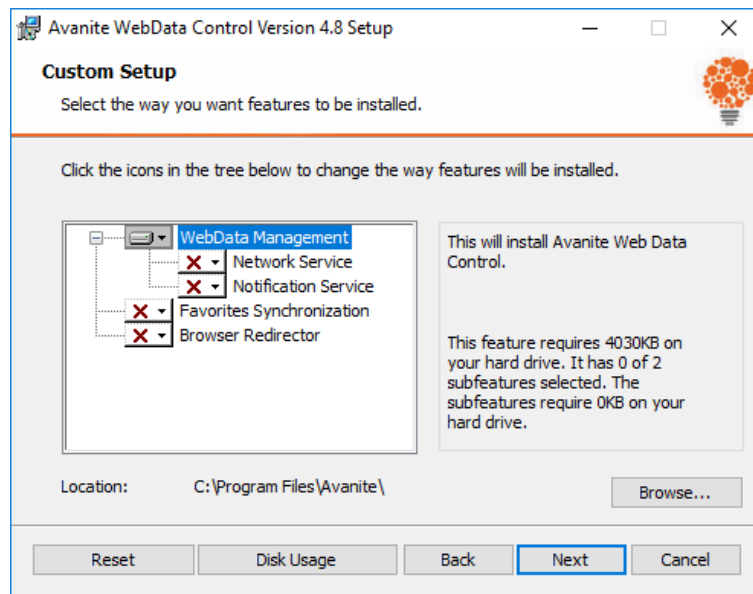 Avanite WebData Control Version 4.8 Setup
Custom Setup
Select the way you want features to be installed.
Click the icons in the tree below to change the way features will be installed.
WebData Management
Network Service
Notification Service
Favorites Synchronization
Browser Redirector
This will install Avanite Web Data
Control.
This feature requires 4030KB on
your hard drive. It has 0 of 2
subfeatures selected. The
subfeatures require 0KB on your
hard drive.
Location: C:\Program Files\Avanite\
Browse...
Reset Disk Usage Back Next Cancel